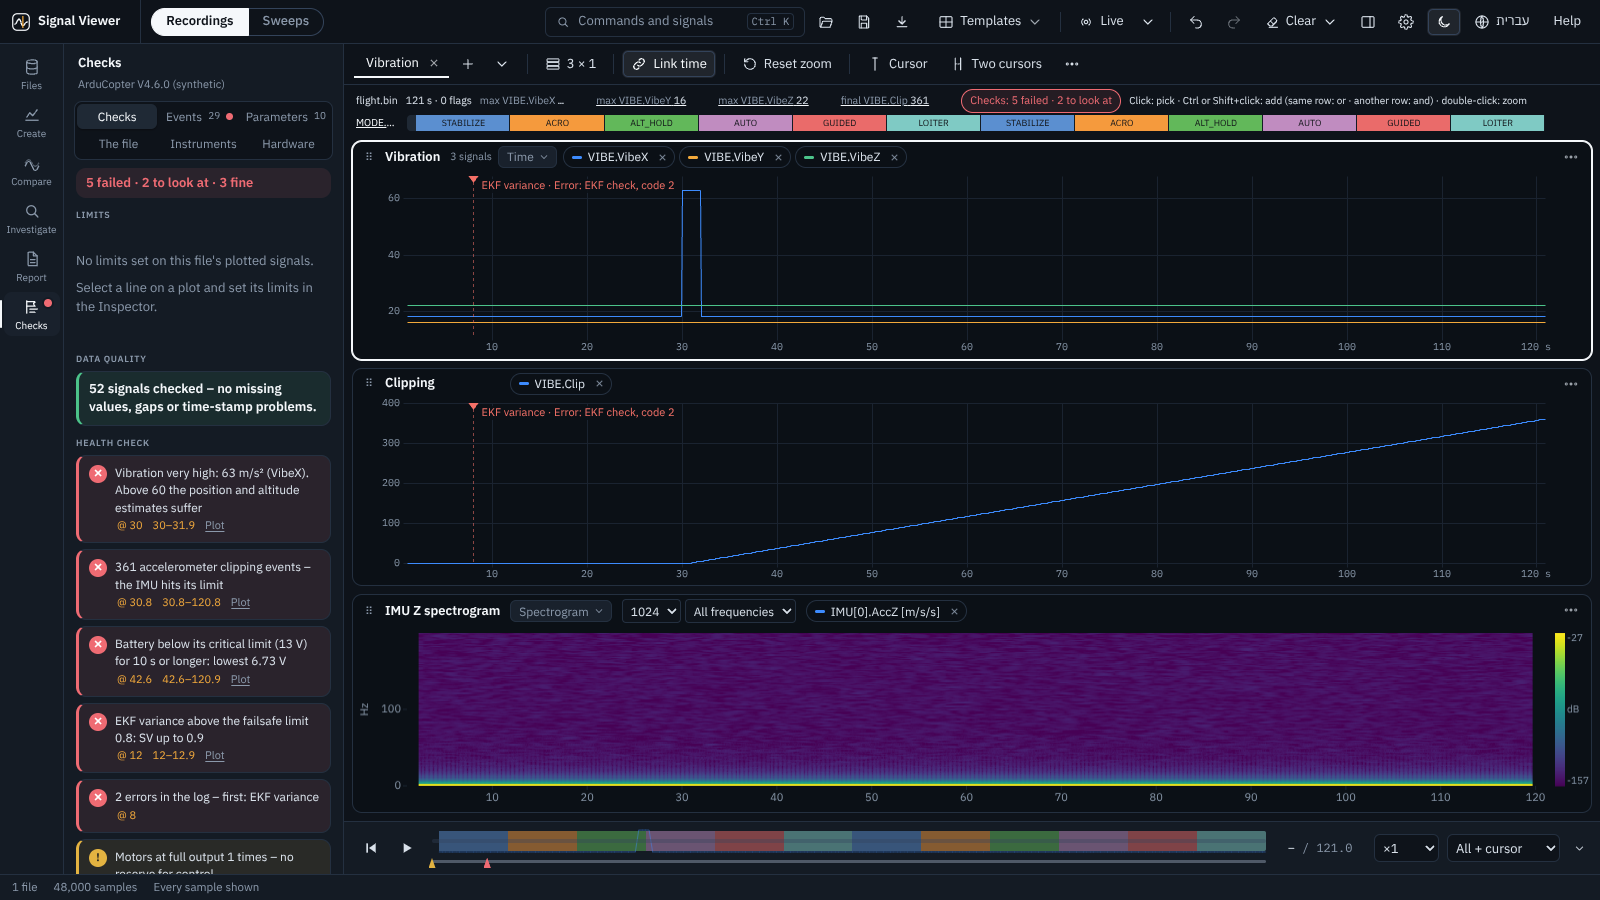 Signal Viewer
Recordings
Sweeps
Commands and signals
Ctrl K
Templates
Live
Clear
עברית
Help
Files
Create
Compare
Investigate
Report
Checks
Checks
ArduCopter V4.6.0 (synthetic)
Checks
Events 29
Parameters 10
The file
Instruments
Hardware
5 failed · 2 to look at · 3 fine
LIMITS
No limits set on this file's plotted signals.
Select a line on a plot and set its limits in
the Inspector.
DATA QUALITY
52 signals checked – no missing
values, gaps or time-stamp problems.
HEALTH CHECK
Vibration very high: 63 m/s² (VibeX).
Above 60 the position and altitude
estimates suffer
@ 30 30–31.9 Plot
361 accelerometer clipping events –
the IMU hits its limit
@ 30.8 30.8–120.8 Plot
Battery below its critical limit (13 V)
for 10 s or longer: lowest 6.73 V
@ 42.6 42.6–120.9 Plot
EKF variance above the failsafe limit
0.8: SV up to 0.9
@ 12 12–12.9 Plot
2 errors in the log – first: EKF variance
@ 8
Motors at full output 1 times – no
reserve for control
Vibration
3 × 1
Link time
Reset zoom
Cursor
Two cursors
flight.bin 121 s · 0 flags max VIBE.VibeX … max VIBE.VibeY 16 max VIBE.VibeZ 22 final VIBE.Clip 361
Checks: 5 failed · 2 to look at
Click: pick · Ctrl or Shift+click: add (same row: or · another row: and) · double-click: zoom
MODE.… STABILIZE ACRO ALT_HOLD AUTO GUIDED LOITER STABILIZE ACRO ALT_HOLD AUTO GUIDED LOITER
Vibration 3 signals Time VIBE.VibeX VIBE.VibeY VIBE.VibeZ
EKF variance · Error: EKF check, code 2
60
40
20
10 20 30 40 50 60 70 80 90 100 110 120 s
Clipping VIBE.Clip
EKF variance · Error: EKF check, code 2
400
300
200
100
0
10 20 30 40 50 60 70 80 90 100 110 120 s
IMU Z spectrogram Spectrogram 1024 All frequencies IMU[0].AccZ [m/s/s]
Hz
100
0
-27
dB
-157
10 20 30 40 50 60 70 80 90 100 110 120
– / 121.0
×1
All + cursor
1 file 48,000 samples Every sample shown